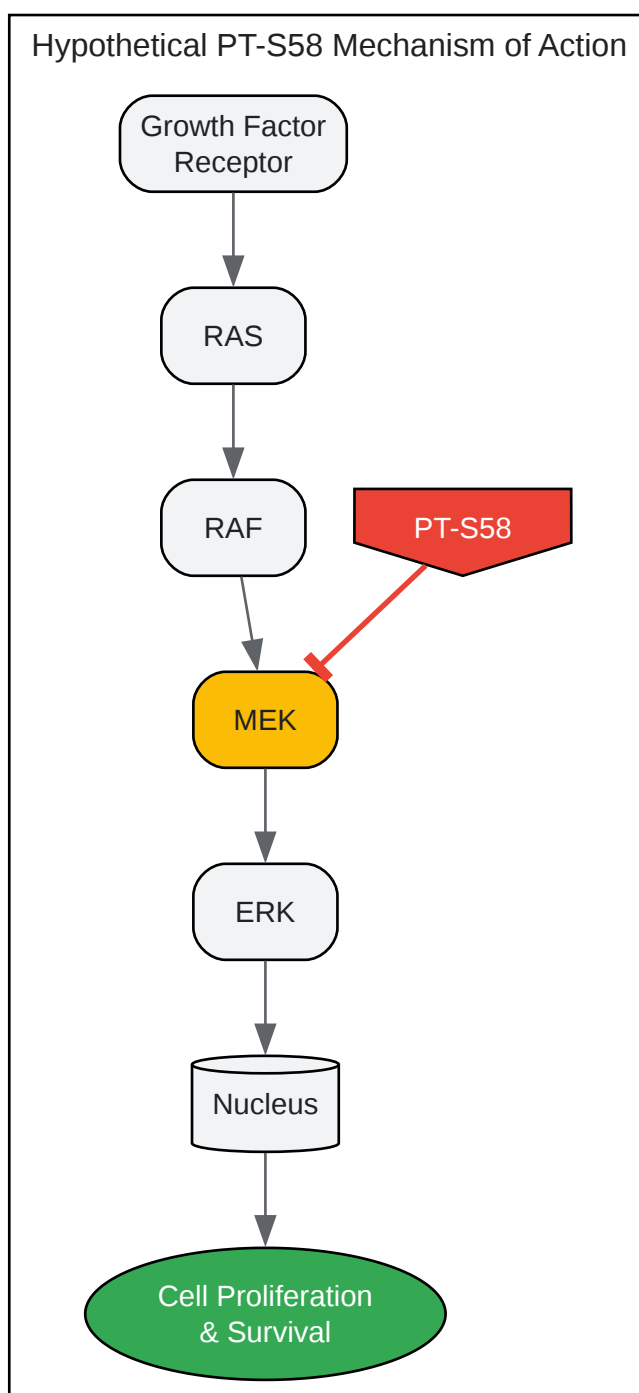 Hypothetical PT-S58 Mechanism of Action
Growth Factor
Receptor
RAS
RAF
PT-S58
MEK
ERK
Nucleus
Cell Proliferation
& Survival